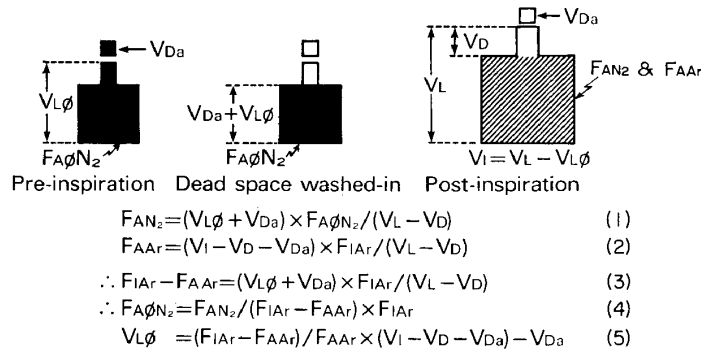 VDa
VLØ
FAØN2
Pre-inspiration
VDa+VLØ
FAØN2
Dead space washed-in
VDa
VD
VL
FAN2 & FAAr
VI=VL−VLØ
Post-inspiration
FAN2=(VLØ+VDa)×FAØN2/(VL−VD) (1)
FAAr=(VI−VD−VDa)×FIAr/(VL−VD) (2)
∴ FIAr−FAAr=(VLØ+VDa)×FIAr/(VL−VD) (3)
∴ FAØN2=FAN2/(FIAr−FAAr)×FIAr (4)
VLØ =(FIAr−FAAr)/FAAr×(VI−VD−VDa)−VDa (5)